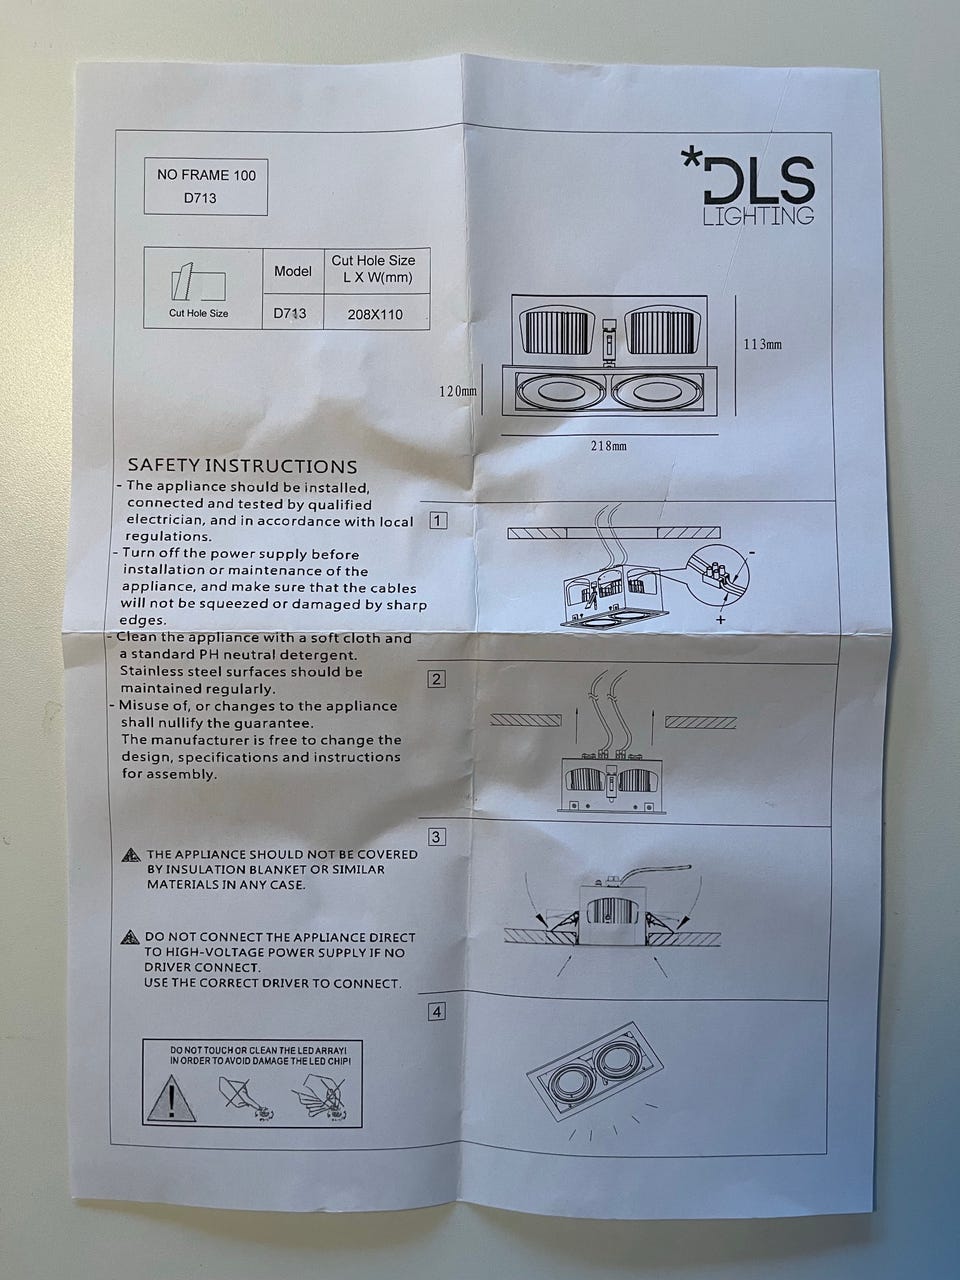 NO FRAME 100
D713
*DLS
LIGHTING
Model
Cut Hole Size
L X W(mm)
Cut Hole Size
D713
208X110
113mm
120mm
218mm
SAFETY INSTRUCTIONS
- The appliance should be installed,
connected and tested by qualified
electrician, and in accordance with local
regulations.
- Turn off the power supply before
installation or maintenance of the
appliance, and make sure that the cables
will not be squeezed or damaged by sharp
edges.
- Clean the appliance with a soft cloth and
a standard PH neutral detergent.
Stainless steel surfaces should be
maintained regularly.
- Misuse of, or changes to the appliance
shall nullify the guarantee.
The manufacturer is free to change the
design, specifications and instructions
for assembly.
THE APPLIANCE SHOULD NOT BE COVERED
BY INSULATION BLANKET OR SIMILAR
MATERIALS IN ANY CASE.
DO NOT CONNECT THE APPLIANCE DIRECT
TO HIGH-VOLTAGE POWER SUPPLY IF NO
DRIVER CONNECT.
USE THE CORRECT DRIVER TO CONNECT.
DO NOT TOUCH OR CLEAN THE LED ARRAY!
IN ORDER TO AVOID DAMAGE THE LED CHIP!
!
1
-
+
2
3
4